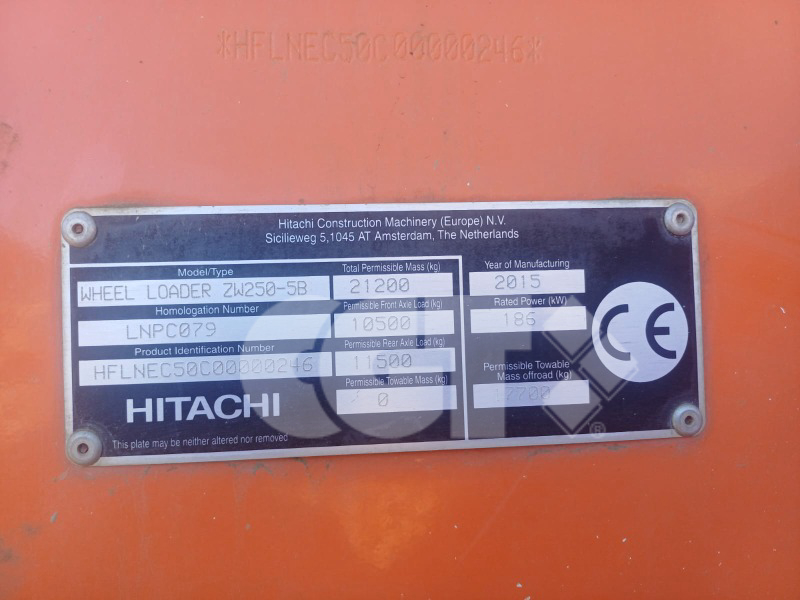 *HFLNEC50C00000246*
Hitachi Construction Machinery (Europe) N.V.
Sicilieweg 5,1045 AT Amsterdam, The Netherlands
Model/Type
WHEEL LOADER ZW250-5B
Homologation Number
LNPC079
Product Identification Number
HFLNEC50C00000246
HITACHI
This plate may be neither altered nor removed
Total Permissible Mass (kg)
21200
Permissible Front Axle Load (kg)
10500
Permissible Rear Axle Load (kg)
11500
Permissible Towable Mass (kg)
0
Year of Manufacturing
2015
Rated Power (kW)
186
Permissible Towable
Mass offroad (kg)
CE